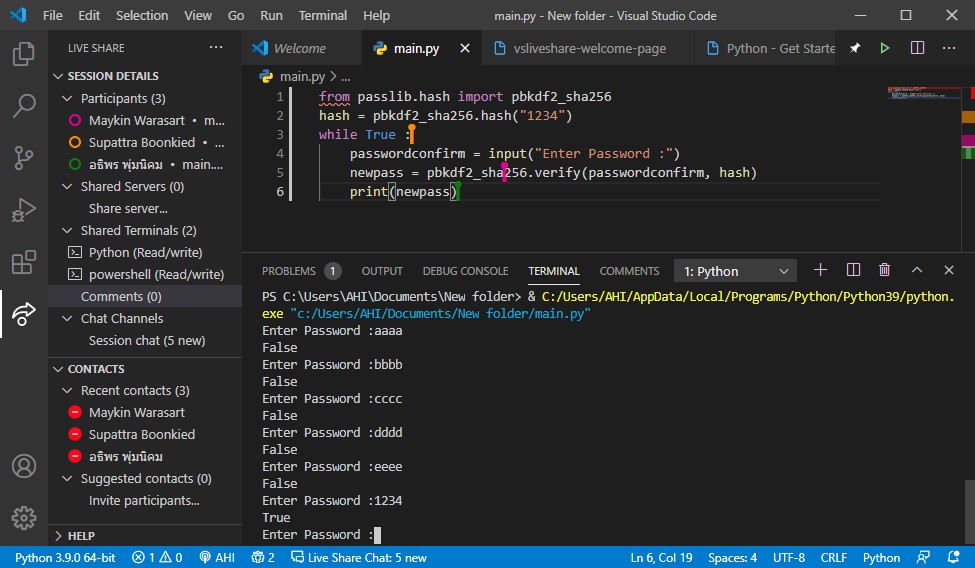 File Edit Selection View Go Run Terminal Help main.py - New folder - Visual Studio Code
LIVE SHARE ···
SESSION DETAILS
Participants (3)
Maykin Warasart • m...
Supattra Boonkied • ...
อธิพร พุ่มนิคม • main....
Shared Servers (0)
Share server...
Shared Terminals (2)
Python (Read/write)
powershell (Read/write)
Comments (0)
Chat Channels
Session chat (5 new)
CONTACTS
Recent contacts (3)
Maykin Warasart
Supattra Boonkied
อธิพร พุ่มนิคม
Suggested contacts (0)
Invite participants...
HELP
Welcome main.py vsliveshare-welcome-page Python - Get Starte
main.py > ...
1 from passlib.hash import pbkdf2_sha256
2 hash = pbkdf2_sha256.hash("1234")
3 while True :
4 passwordconfirm = input("Enter Password :")
5 newpass = pbkdf2_sha256.verify(passwordconfirm, hash)
6 print(newpass)
PROBLEMS 1 OUTPUT DEBUG CONSOLE TERMINAL COMMENTS 1: Python
PS C:\Users\AHI\Documents\New folder> & C:/Users/AHI/AppData/Local/Programs/Python/Python39/python.
exe "c:/Users/AHI/Documents/New folder/main.py"
Enter Password :aaaa
False
Enter Password :bbbb
False
Enter Password :cccc
False
Enter Password :dddd
False
Enter Password :eeee
False
Enter Password :1234
True
Enter Password :
Python 3.9.0 64-bit 1 0 AHI 2 Live Share Chat: 5 new Ln 6, Col 19 Spaces: 4 UTF-8 CRLF Python